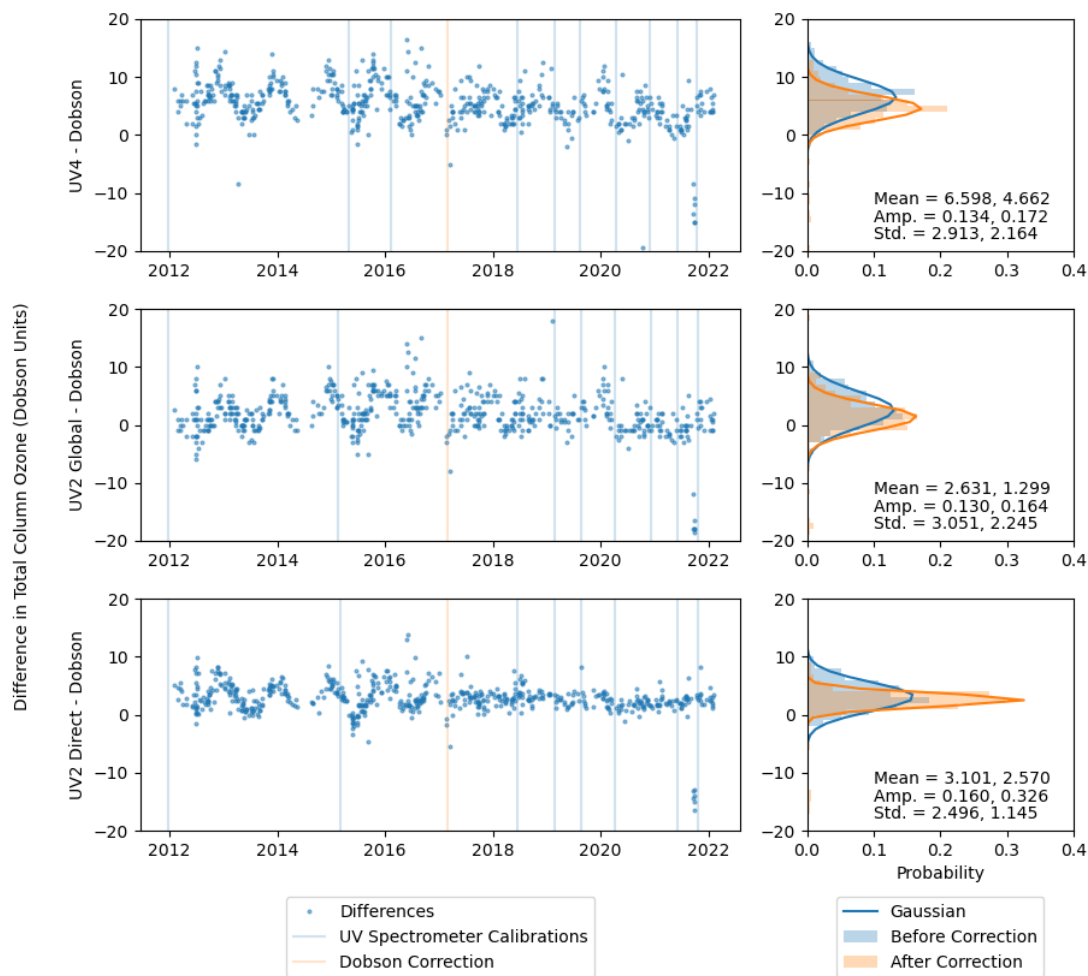 Difference in Total Column Ozone (Dobson Units)
UV4 - Dobson
20
10
0
−10
−20
2012 2014 2016 2018 2020 2022
20
10
0
−10
−20
0.0 0.1 0.2 0.3 0.4
Mean = 6.598, 4.662
Amp. = 0.134, 0.172
Std. = 2.913, 2.164
UV2 Global - Dobson
20
10
0
−10
−20
2012 2014 2016 2018 2020 2022
20
10
0
−10
−20
0.0 0.1 0.2 0.3 0.4
Mean = 2.631, 1.299
Amp. = 0.130, 0.164
Std. = 3.051, 2.245
UV2 Direct - Dobson
20
10
0
−10
−20
2012 2014 2016 2018 2020 2022
20
10
0
−10
−20
0.0 0.1 0.2 0.3 0.4
Mean = 3.101, 2.570
Amp. = 0.160, 0.326
Std. = 2.496, 1.145
Probability
Differences
UV Spectrometer Calibrations
Dobson Correction
Gaussian
Before Correction
After Correction